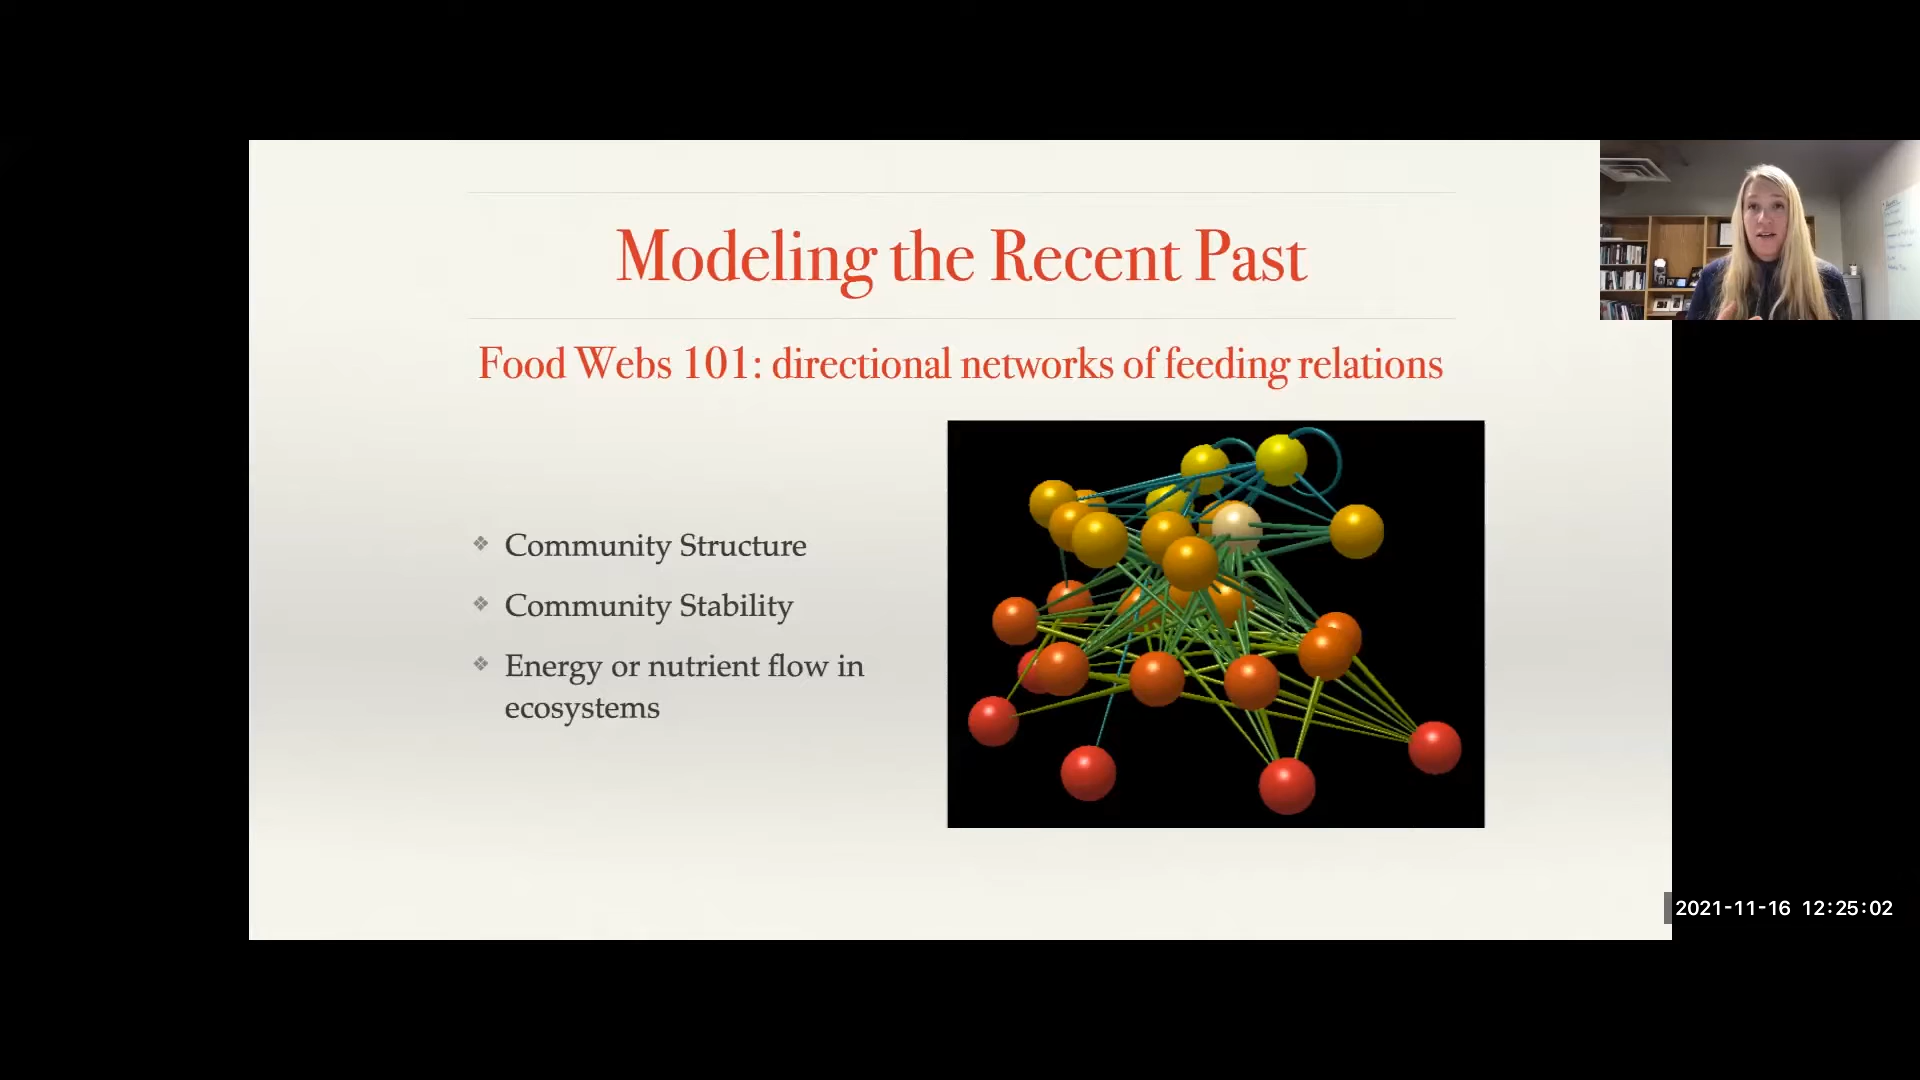 Modeling the Recent Past
Food Webs 101: directional networks of feeding relations
❖ Community Structure
❖ Community Stability
❖ Energy or nutrient flow in
ecosystems
2021-11-16 12:25:02